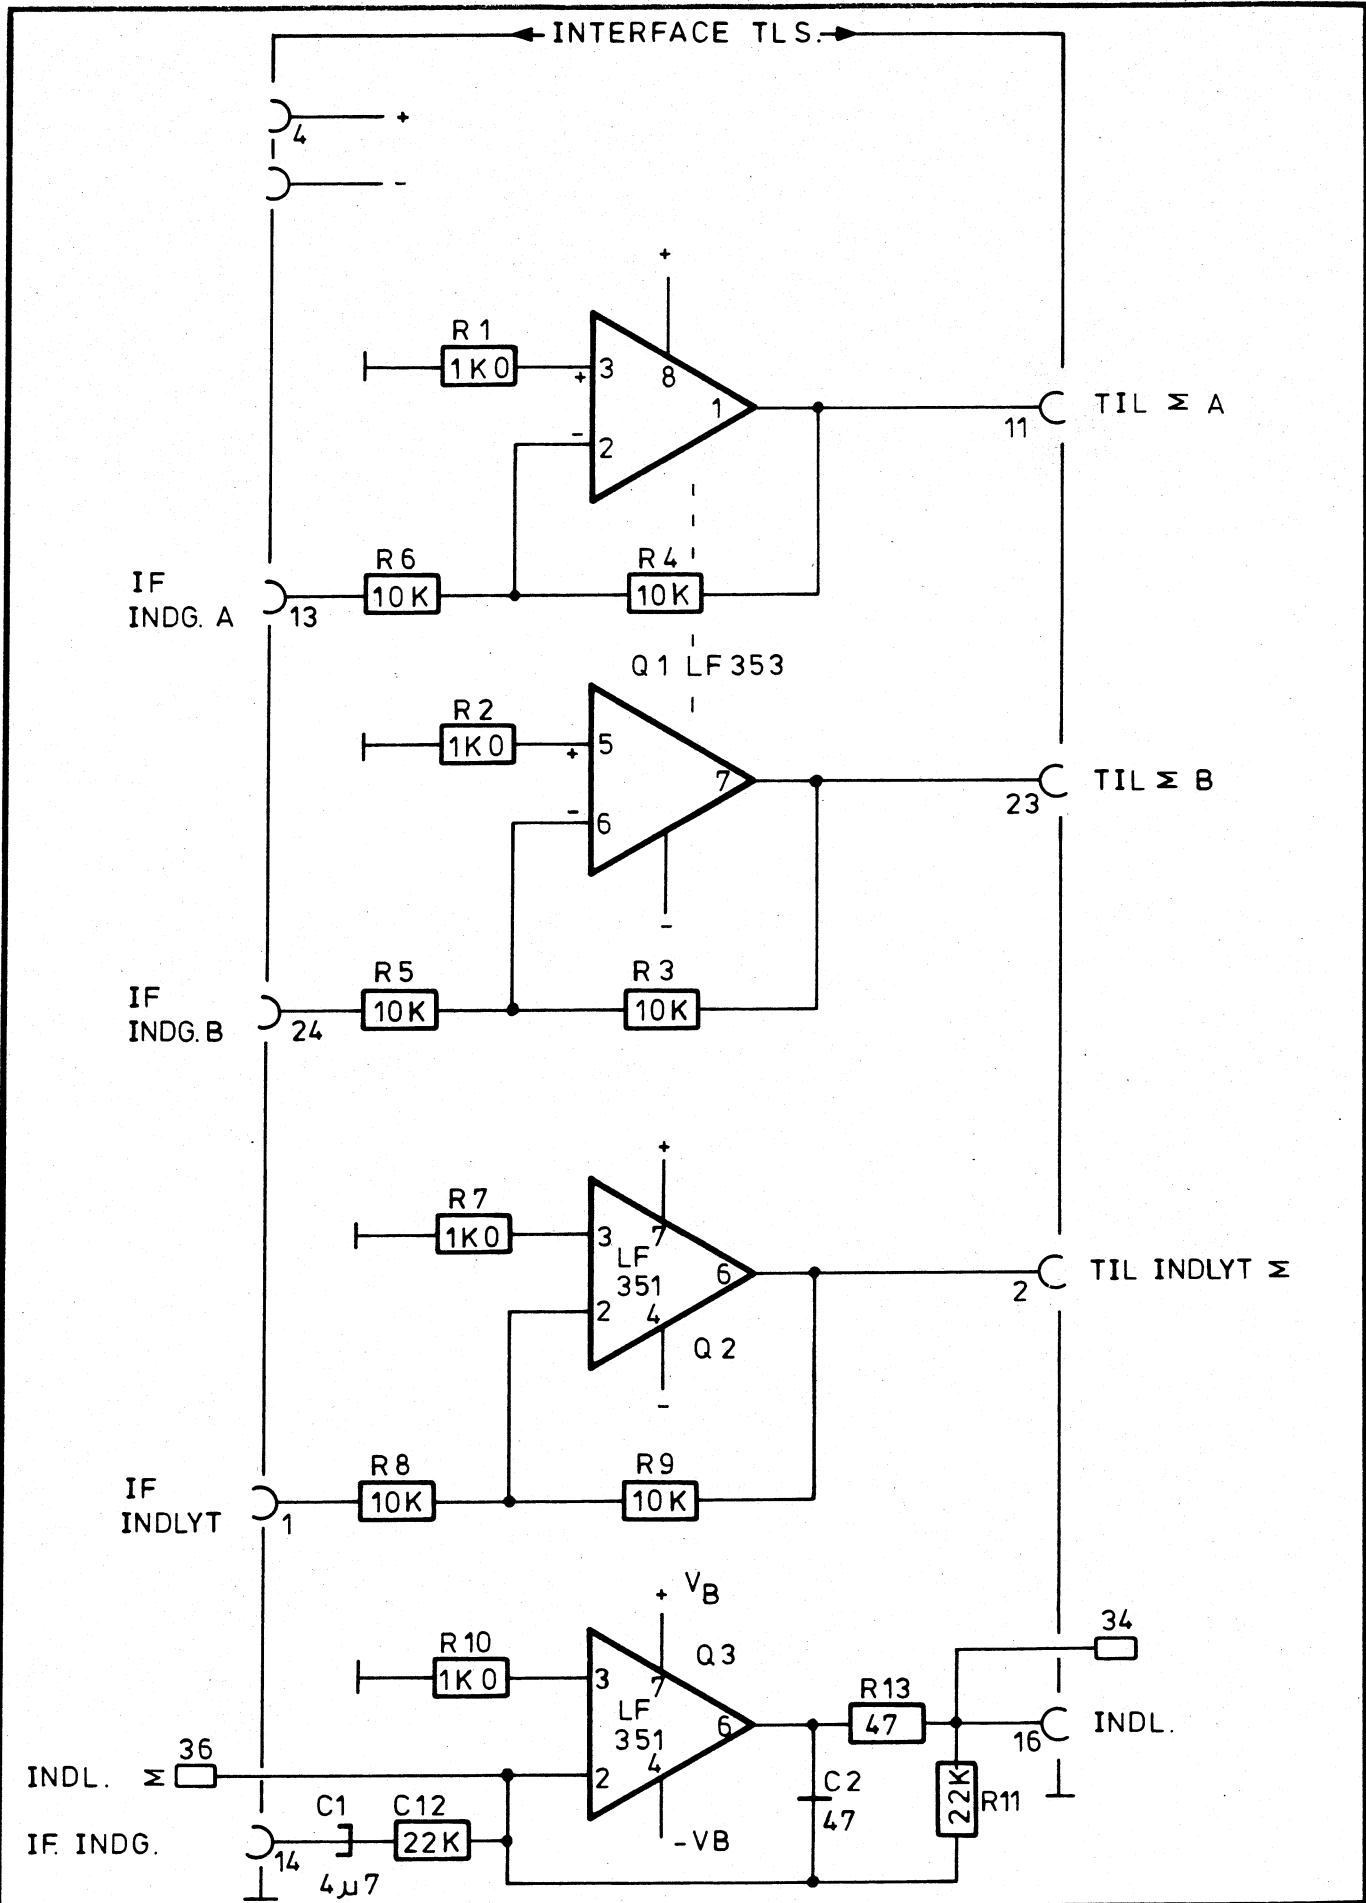 INTERFACE TLS.
4 +
-
+
R1
1K0 3 8
+ 1 TIL Σ A
- 2 11
R6 R4
IF 10K 10K
INDG. A 13
Q1 LF353
R2
1K0 5
+ 7 TIL Σ B
- 6 23
-
R5 R3
IF 10K 10K
INDG. B 24
+
R7
1K0 3 7
LF
351 6 TIL INDLYT Σ
2 4 2
Q2
-
R8 R9
IF 10K 10K
INDLYT 1
+ VB
34
R10 Q3
1K0 3 7 R13
LF
351 6 47 16 INDL.
36 4
INDL. Σ 2
C1 C12 C2 22K R11
IF. INDG. 14 22K 47
4µ7 -VB